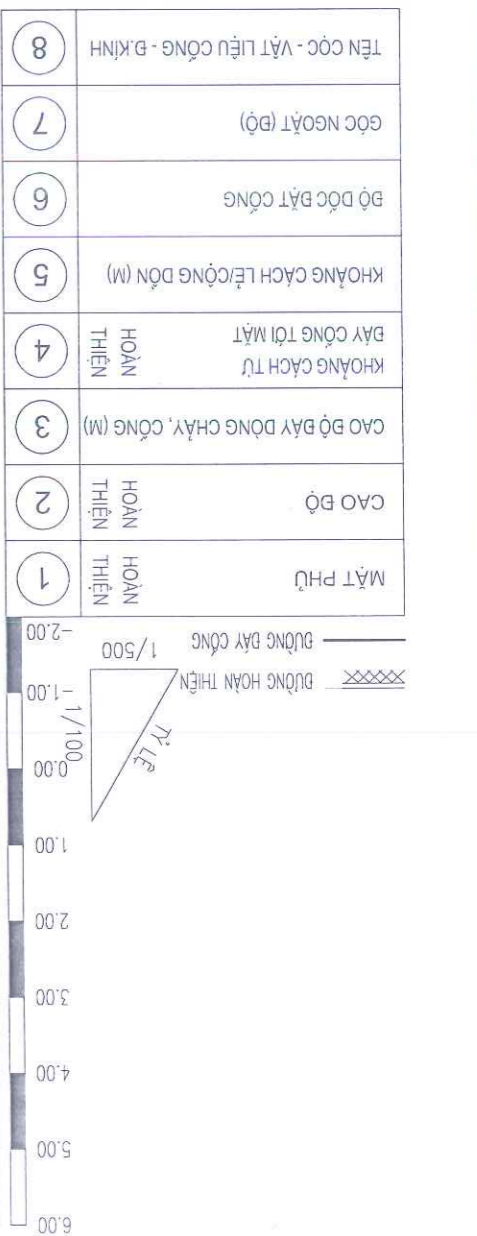 6.00
5.00
4.00
3.00
2.00
1.00
0.00
-1.00
-2.00
TỶ LỆ
1/100
1/500
ĐƯỜNG HOÀN THIỆN
ĐƯỜNG ĐÁY CỐNG
MẶT PHỦ
HOÀN
THIỆN
1
CAO ĐỘ
HOÀN
THIỆN
2
CAO ĐỘ ĐÁY DÒNG CHẢY, CỐNG (M)
3
KHOẢNG CÁCH TỪ
ĐÁY CỐNG TỚI MẶT
HOÀN
THIỆN
4
KHOẢNG CÁCH LẺ/CỘNG DỒN (M)
5
ĐỘ DỐC ĐẶT CỐNG
6
GÓC NGOẶT (ĐỘ)
7
TÊN CỌC - VẬT LIỆU CỐNG - Đ.KÍNH
8